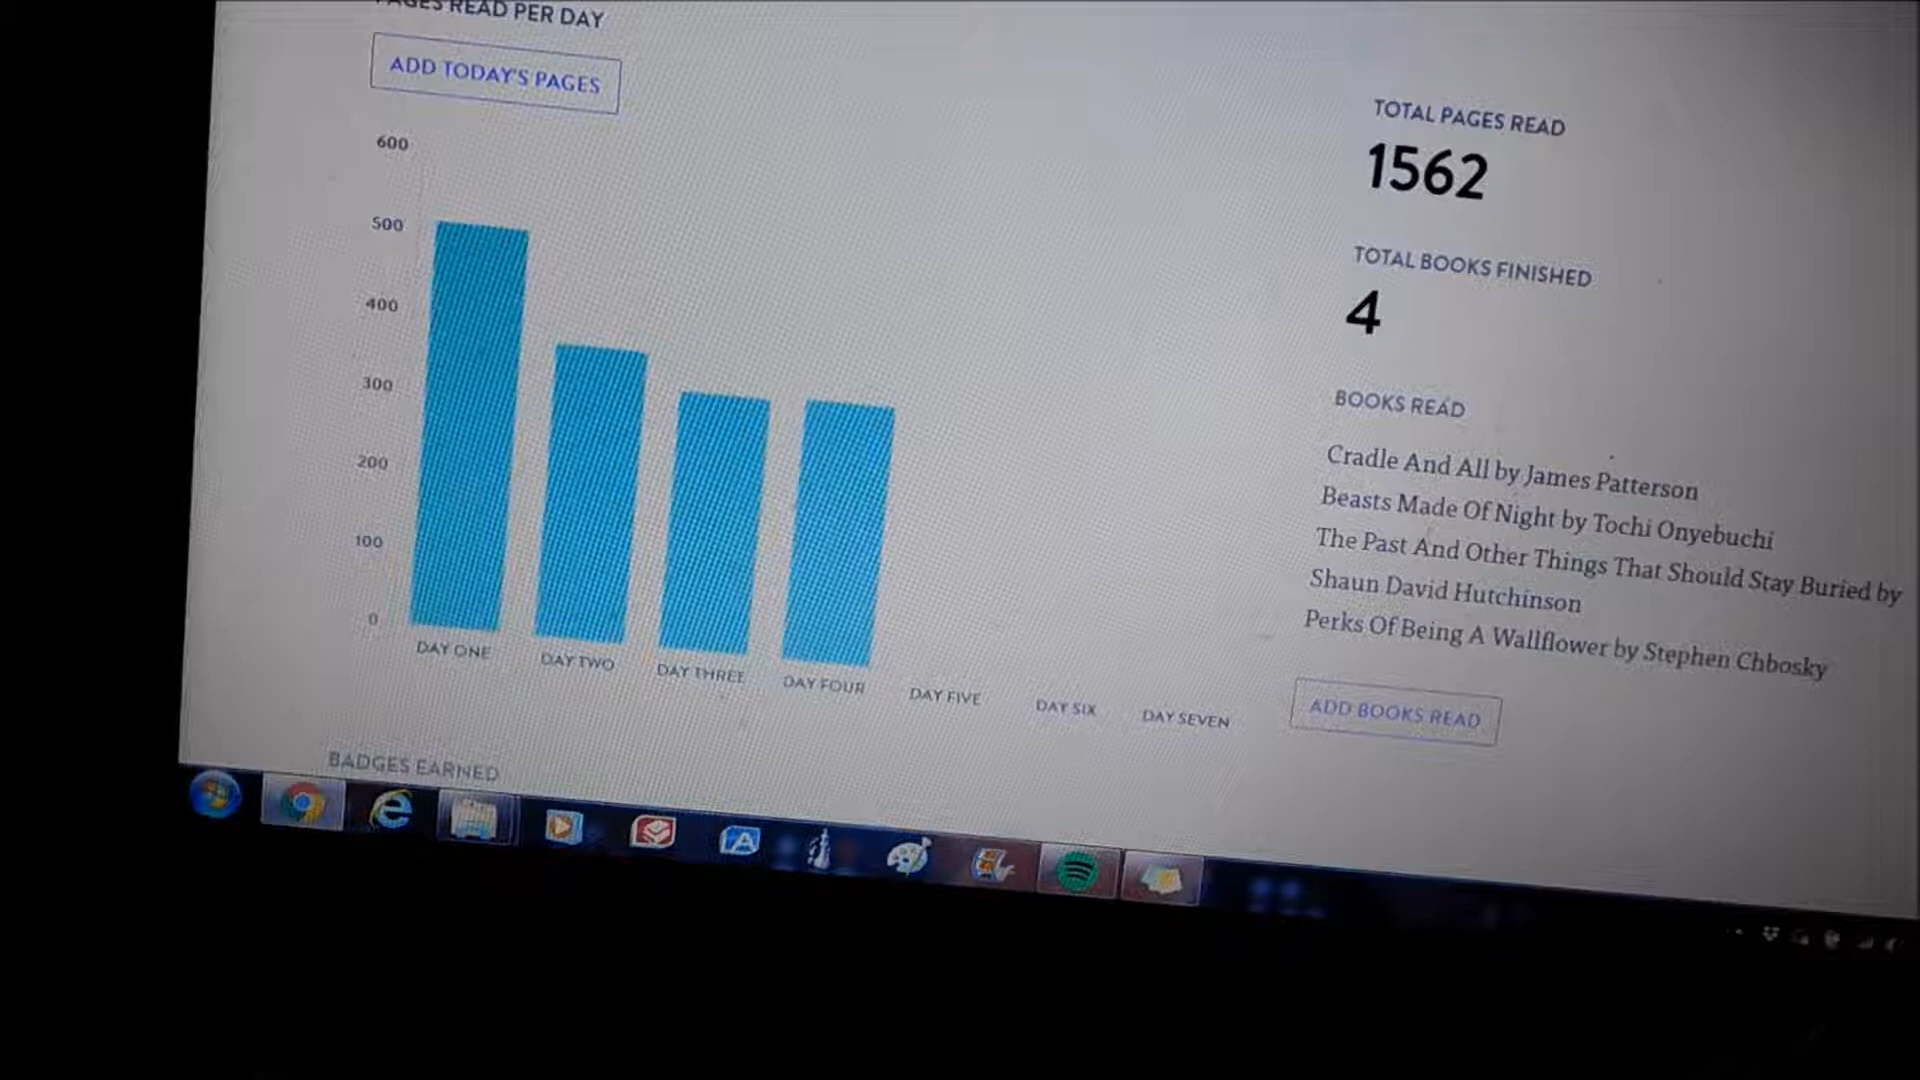 PAGES READ PER DAY
ADD TODAY'S PAGES
600
500
400
300
200
100
0
DAY ONE
DAY TWO
DAY THREE
DAY FOUR
DAY FIVE
DAY SIX
DAY SEVEN
BADGES EARNED
TOTAL PAGES READ
1562
TOTAL BOOKS FINISHED
4
BOOKS READ
Cradle And All by James Patterson
Beasts Made Of Night by Tochi Onyebuchi
The Past And Other Things That Should Stay Buried by
Shaun David Hutchinson
Perks Of Being A Wallflower by Stephen Chbosky
ADD BOOKS READ